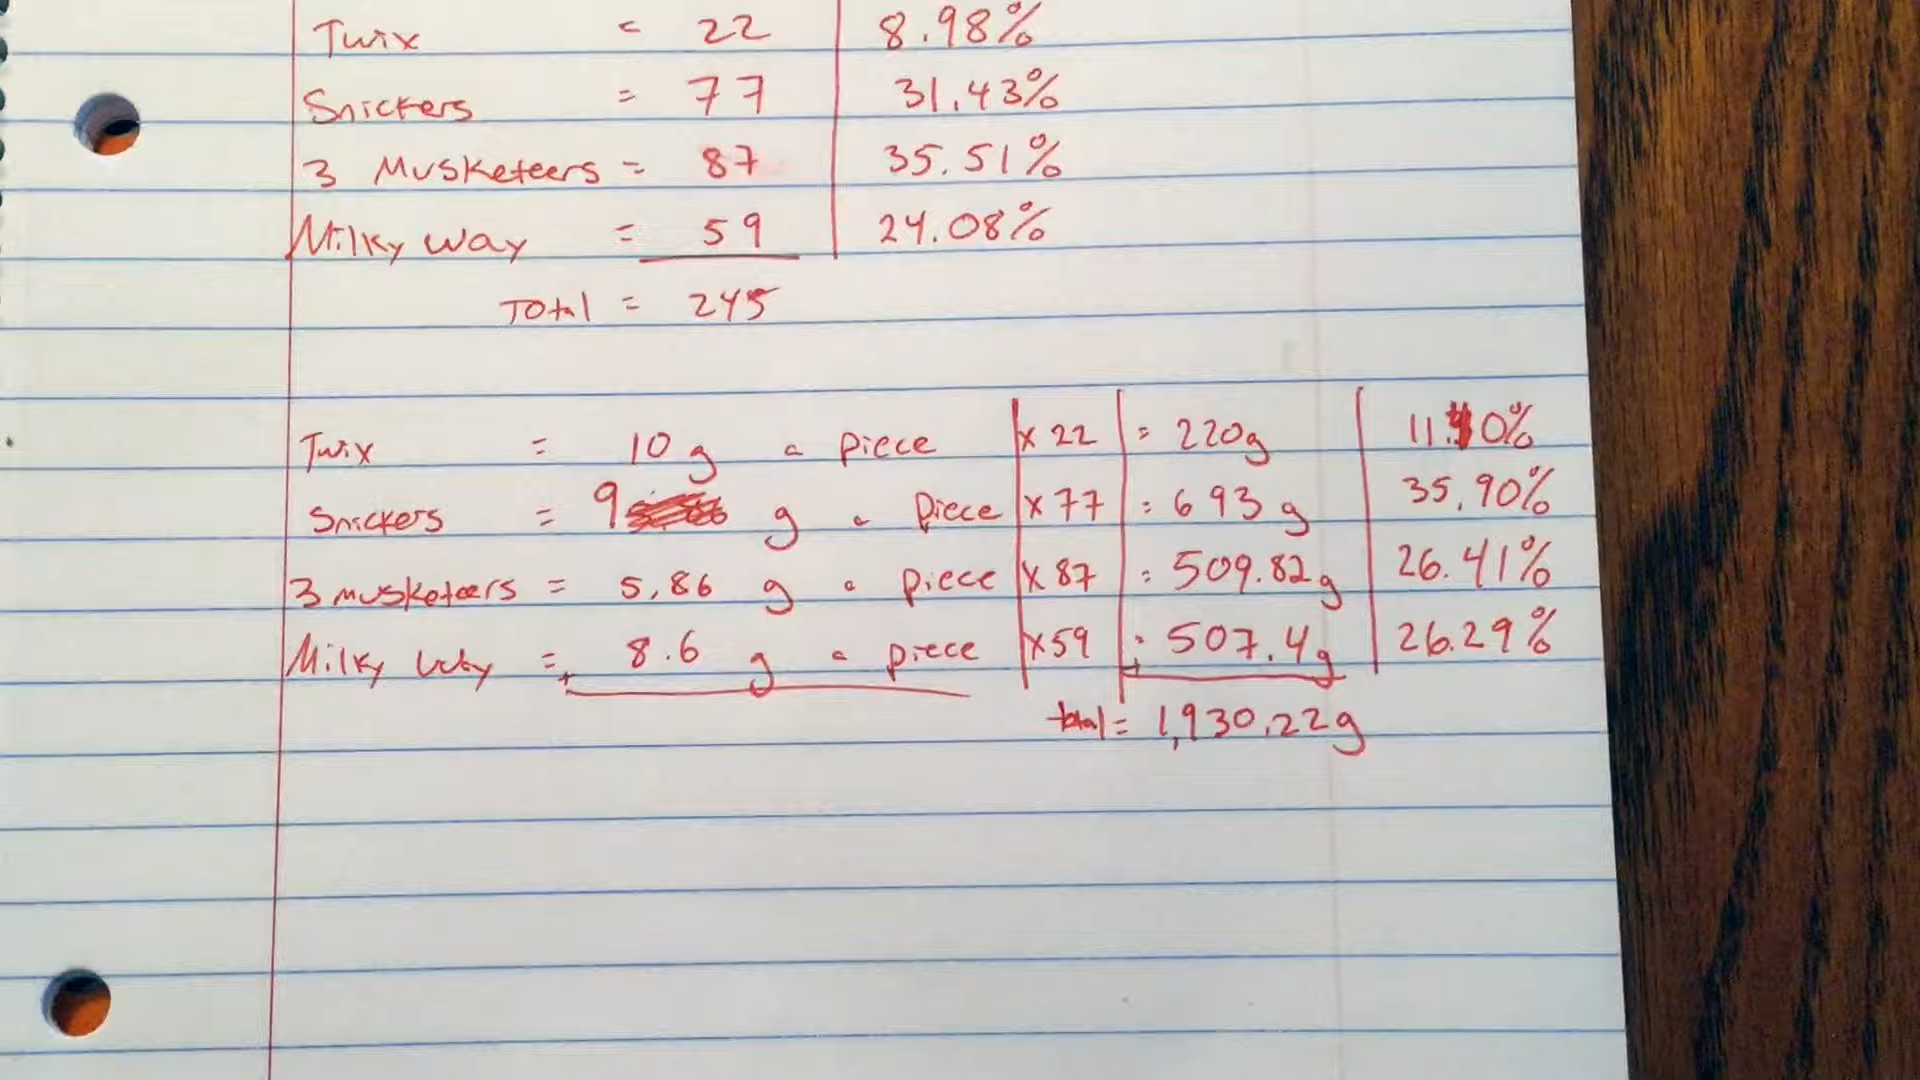 Twix = 22 8.98%
Snickers = 77 31.43%
3 Musketeers = 87 35.51%
Milky way = 59 24.08%
Total = 245
Twix = 10 g a piece x 22 = 220g 11.40%
Snickers = 9 g a piece x 77 = 693 g 35.90%
3 musketeers = 5.86 g a piece x 87 = 509.82g 26.41%
Milky Way = 8.6 g a piece x59 = 507.4g 26.29%
+ +
total = 1,930.22g